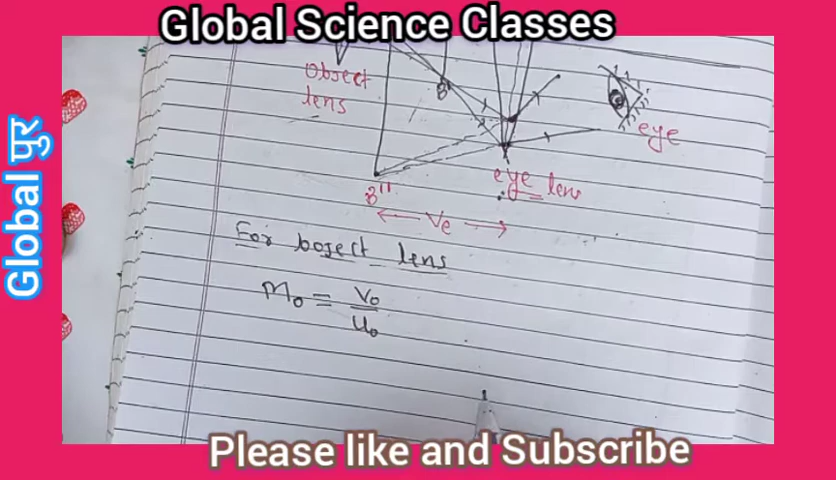 Global Science Classes
Global पुर
Object
lens
B'
eye
B"
eye lens
← Ve →
For boject lens
Mo = Vo/Uo
Please like and Subscribe